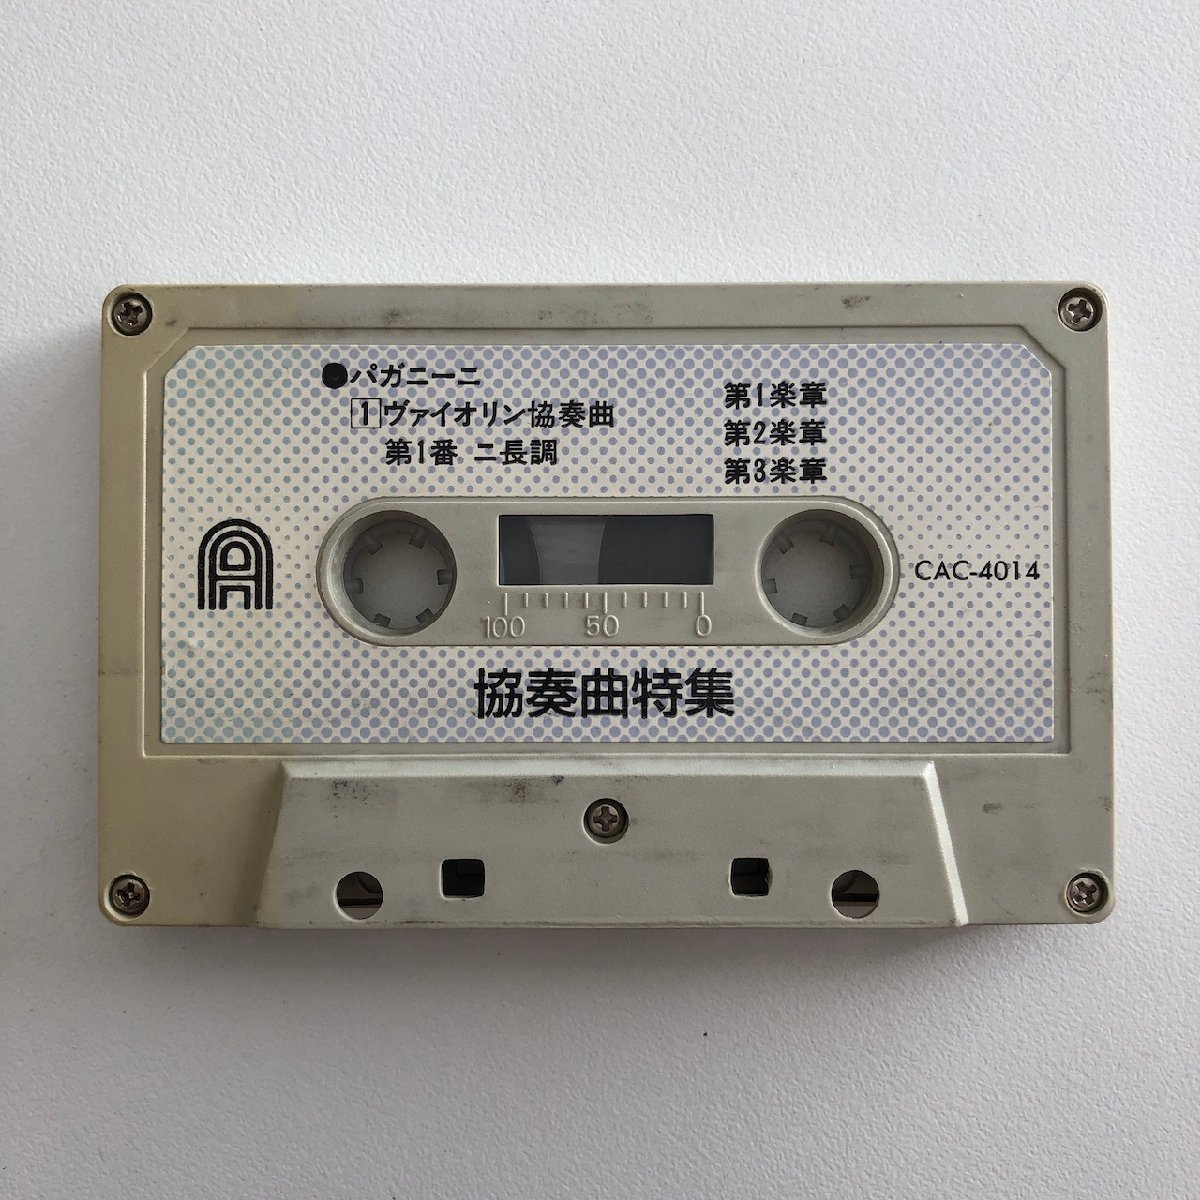 ●パガニーニ
1ヴァイオリン協奏曲
第1番 ニ長調
第1楽章
第2楽章
第3楽章
A
CAC-4014
100 50 0
協奏曲特集